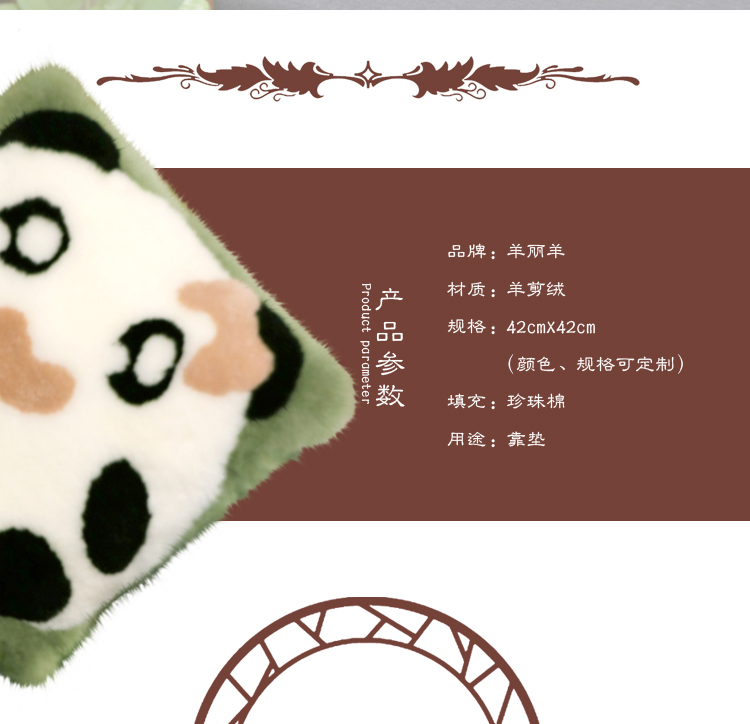 产品参数
Product parameter
品牌：羊丽羊
材质：羊剪绒
规格：42cmX42cm
（颜色、规格可定制）
填充：珍珠棉
用途：靠垫